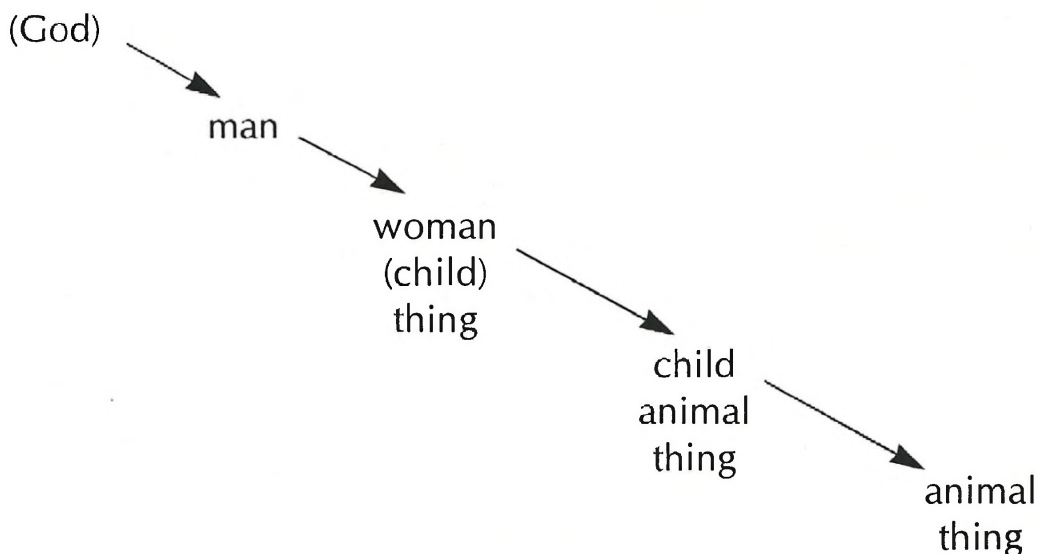 (God)
man
woman
(child)
thing
child
animal
thing
animal
thing